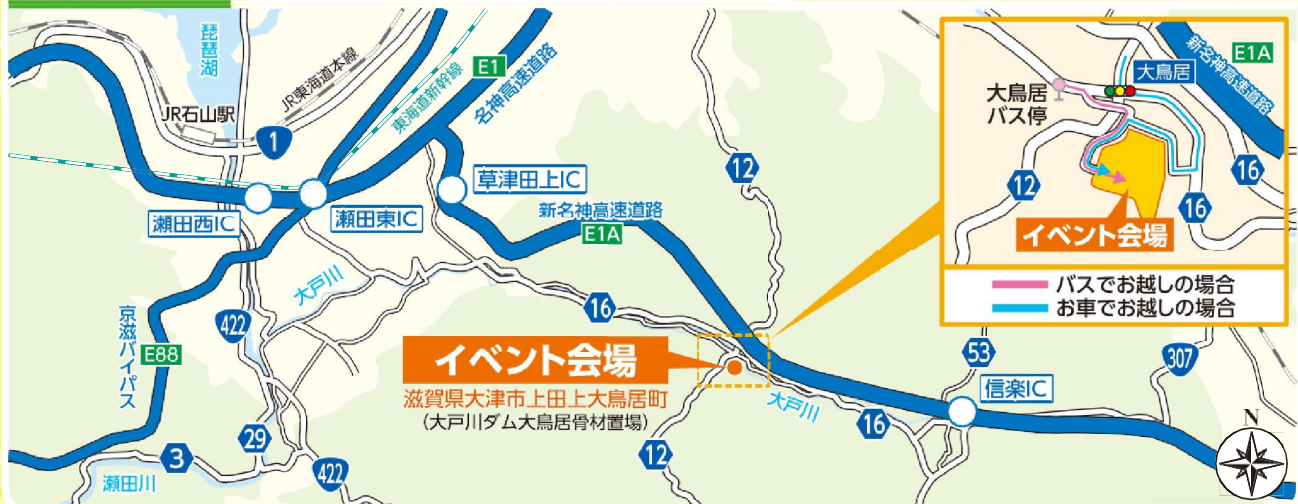 琵琶湖
JR東海道本線
JR石山駅
1
東海道新幹線
E1
名神高速道路
瀬田西IC
瀬田東IC
草津田上IC
新名神高速道路
E1A
12
大戸川
16
422
京滋バイパス
E88
イベント会場
滋賀県大津市上田上大鳥居町
(大戸川ダム大鳥居骨材置場)
大戸川
53
307
信楽IC
16
12
29
3
422
瀬田川
N
新名神高速道路
E1A
大鳥居
大鳥居
バス停
12
16
16
イベント会場
バスでお越しの場合
お車でお越しの場合